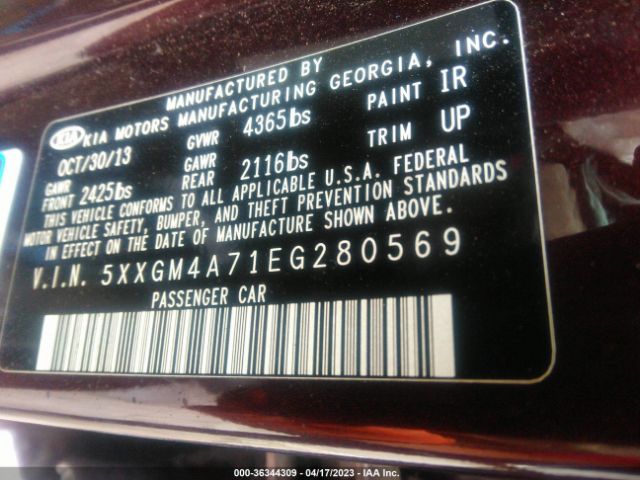 MANUFACTURED BY
KIA KIA MOTORS MANUFACTURING GEORGIA, INC.
OCT/30/13 GVWR 4365lbs PAINT IR
GAWR FRONT 2425lbs GAWR REAR 2116lbs TRIM UP
THIS VEHICLE CONFORMS TO ALL APPLICABLE U.S.A. FEDERAL
MOTOR VEHICLE SAFETY, BUMPER, AND THEFT PREVENTION STANDARDS
IN EFFECT ON THE DATE OF MANUFACTURE SHOWN ABOVE.
V.I.N. 5XXGM4A71EG280569
PASSENGER CAR
000-36344309 - 04/17/2023 - IAA Inc.